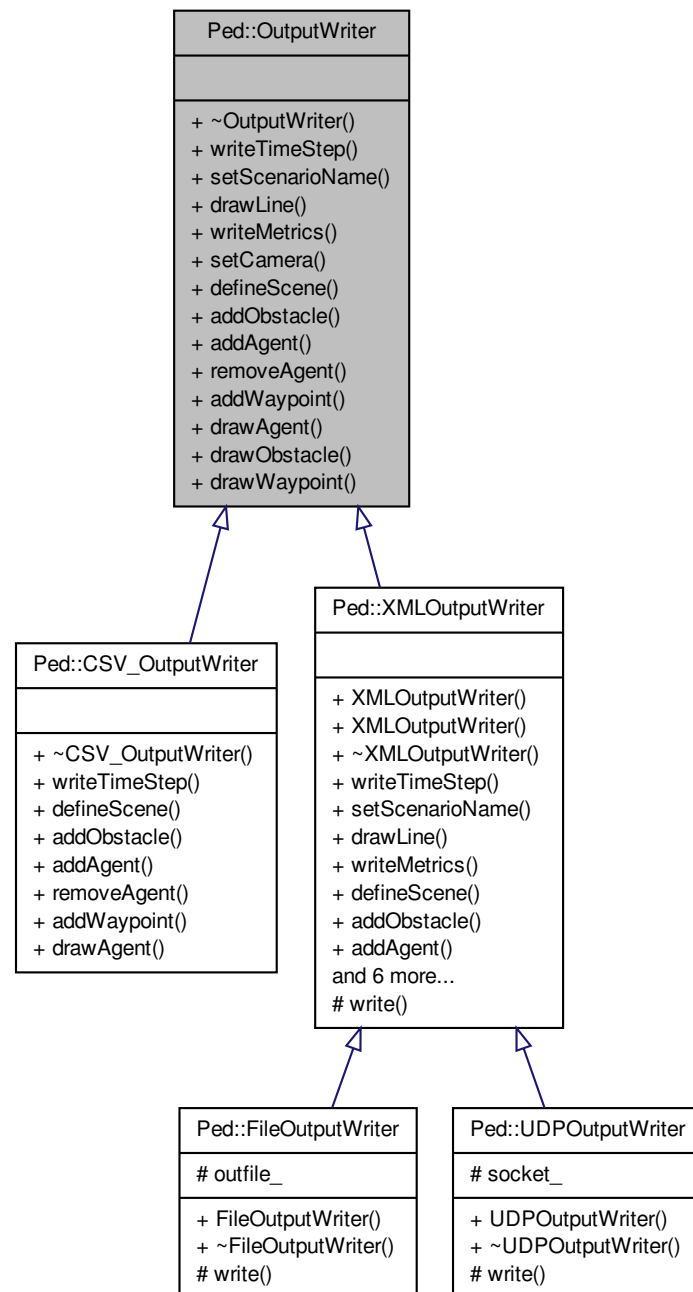 Ped::OutputWriter
+ ~OutputWriter()
+ writeTimeStep()
+ setScenarioName()
+ drawLine()
+ writeMetrics()
+ setCamera()
+ defineScene()
+ addObstacle()
+ addAgent()
+ removeAgent()
+ addWaypoint()
+ drawAgent()
+ drawObstacle()
+ drawWaypoint()
Ped::CSV_OutputWriter
+ ~CSV_OutputWriter()
+ writeTimeStep()
+ defineScene()
+ addObstacle()
+ addAgent()
+ removeAgent()
+ addWaypoint()
+ drawAgent()
Ped::XMLOutputWriter
+ XMLOutputWriter()
+ XMLOutputWriter()
+ ~XMLOutputWriter()
+ writeTimeStep()
+ setScenarioName()
+ drawLine()
+ writeMetrics()
+ defineScene()
+ addObstacle()
+ addAgent()
and 6 more...
# write()
Ped::FileOutputWriter
# outfile_
+ FileOutputWriter()
+ ~FileOutputWriter()
# write()
Ped::UDPOutputWriter
# socket_
+ UDPOutputWriter()
+ ~UDPOutputWriter()
# write()